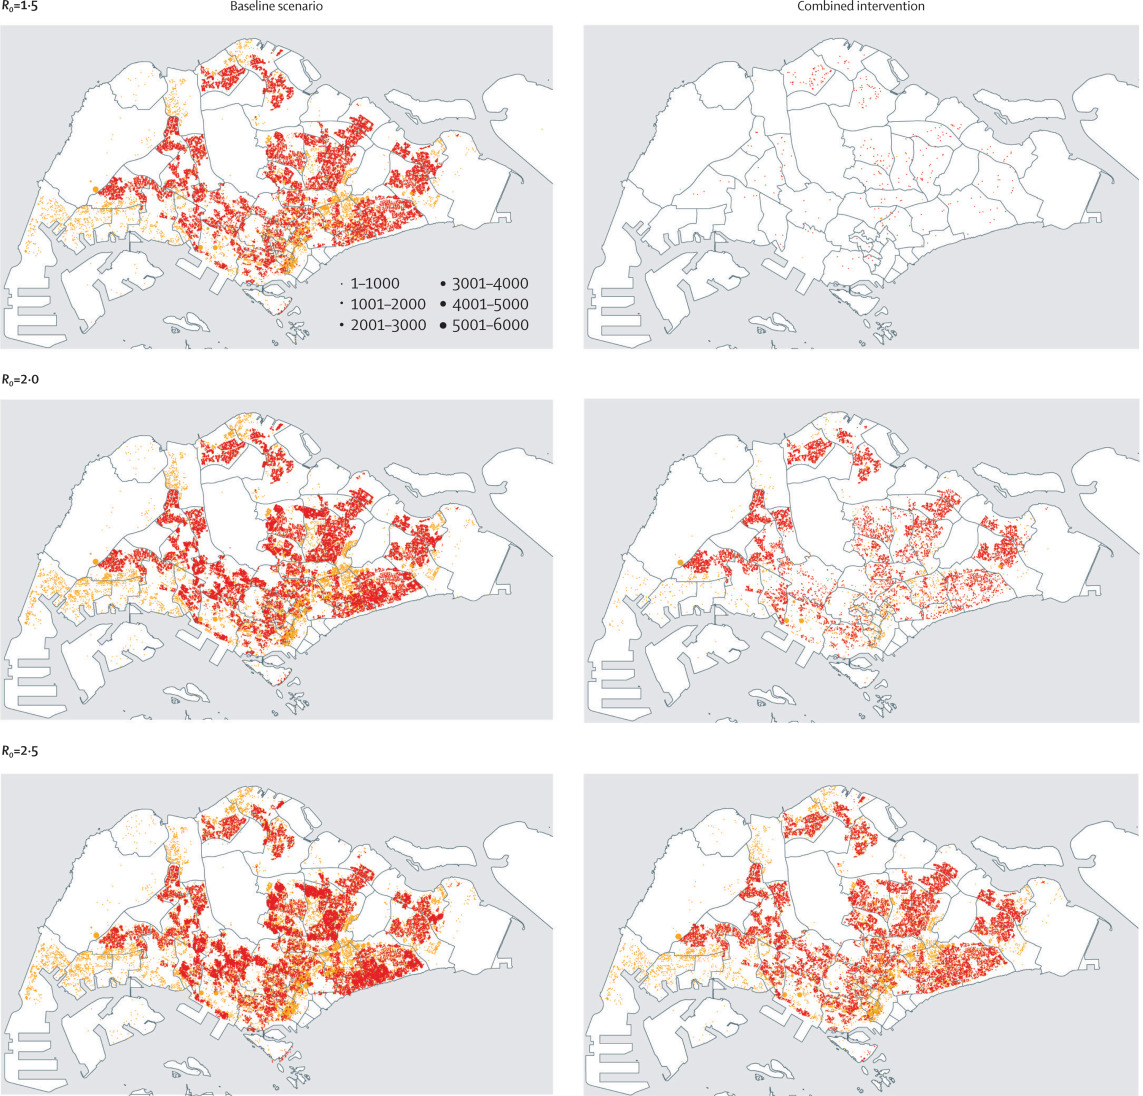 R₀=1·5
Baseline scenario
Combined intervention
1–1000
3001–4000
1001–2000
4001–5000
2001–3000
5001–6000
R₀=2·0
R₀=2·5